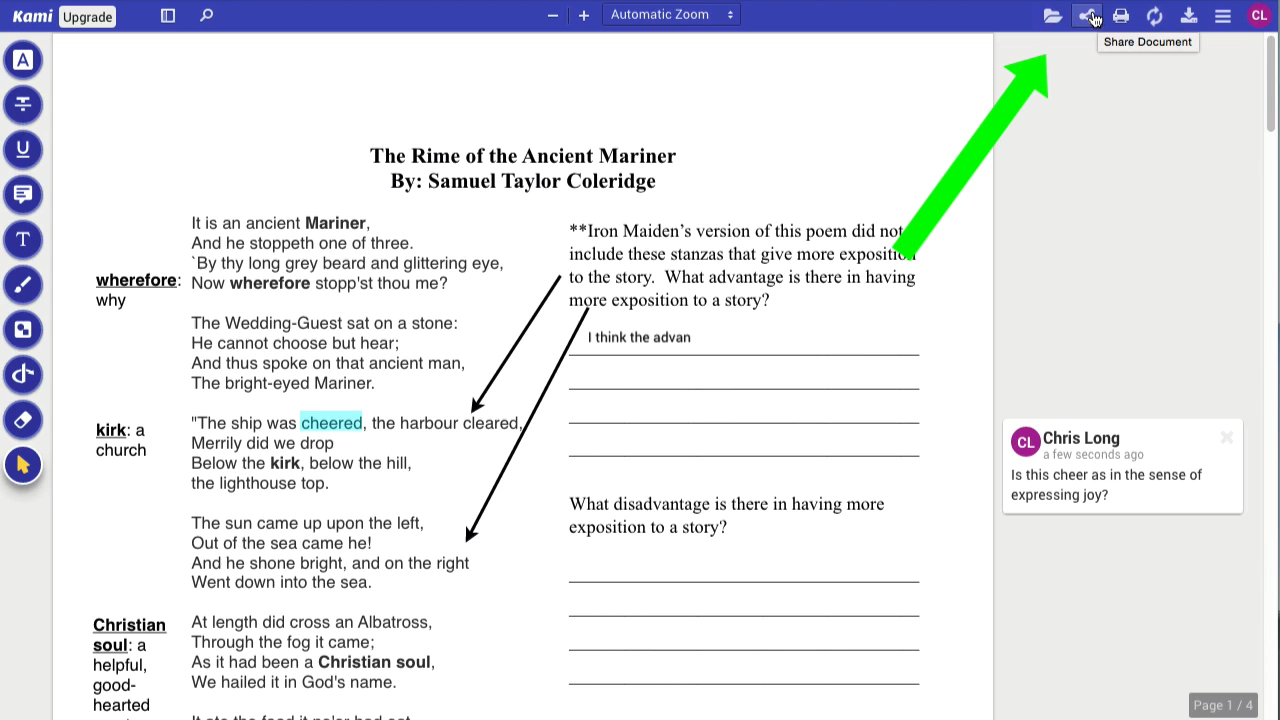 Kami Upgrade
Automatic Zoom
CL
Share Document
The Rime of the Ancient Mariner
By: Samuel Taylor Coleridge
It is an ancient Mariner,
And he stoppeth one of three.
`By thy long grey beard and glittering eye,
wherefore: Now wherefore stopp'st thou me?
why
The Wedding-Guest sat on a stone:
He cannot choose but hear;
And thus spoke on that ancient man,
The bright-eyed Mariner.
"The ship was cheered, the harbour cleared,
kirk: a
church
Merrily did we drop
Below the kirk, below the hill,
the lighthouse top.
The sun came up upon the left,
Out of the sea came he!
And he shone bright, and on the right
Went down into the sea.
Christian
soul: a
helpful,
good-
hearted
At length did cross an Albatross,
Through the fog it came;
As it had been a Christian soul,
We hailed it in God's name.
**Iron Maiden's version of this poem did not
include these stanzas that give more exposition
to the story. What advantage is there in having
more exposition to a story?
I think the advan
What disadvantage is there in having more
exposition to a story?
CL Chris Long
a few seconds ago
Is this cheer as in the sense of
expressing joy?
Page 1 / 4